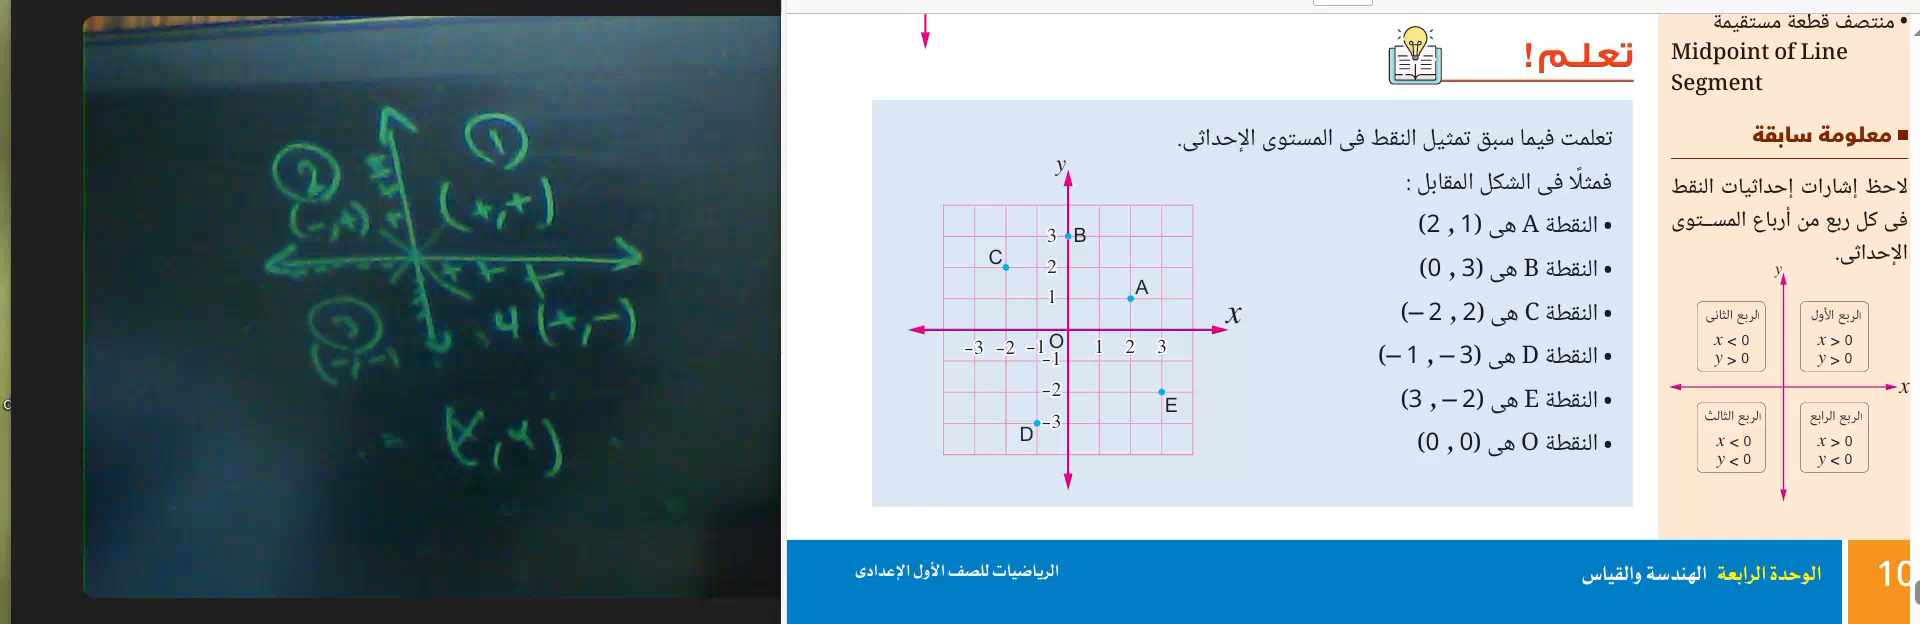 ①
②
(+,+)
(-,+)
③
4 (+,-)
(-,-)
(x,y)
تعلم!
تعلمت فيما سبق تمثيل النقط فى المستوى الإحداثى.
فمثلًا فى الشكل المقابل :
• النقطة A هى (2 , 1)
• النقطة B هى (0 , 3)
• النقطة C هى (−2 , 2)
• النقطة D هى (−1 , −3)
• النقطة E هى (3 , −2)
• النقطة O هى (0 , 0)
y
3 B
C
2
A
1
x
O
-3 -2 -1 1 2 3
-1
-2
E
-3
D
• منتصف قطعة مستقيمة
Midpoint of Line
Segment
■ معلومة سابقة
لاحظ إشارات إحداثيات النقط
فى كل ربع من أرباع المستوى
الإحداثى.
y
الربع الأول
x > 0
y > 0
الربع الثانى
x < 0
y > 0
x
الربع الرابع
x > 0
y < 0
الربع الثالث
x < 0
y < 0
الرياضيات للصف الأول الإعدادى
الوحدة الرابعة الهندسة والقياس
10